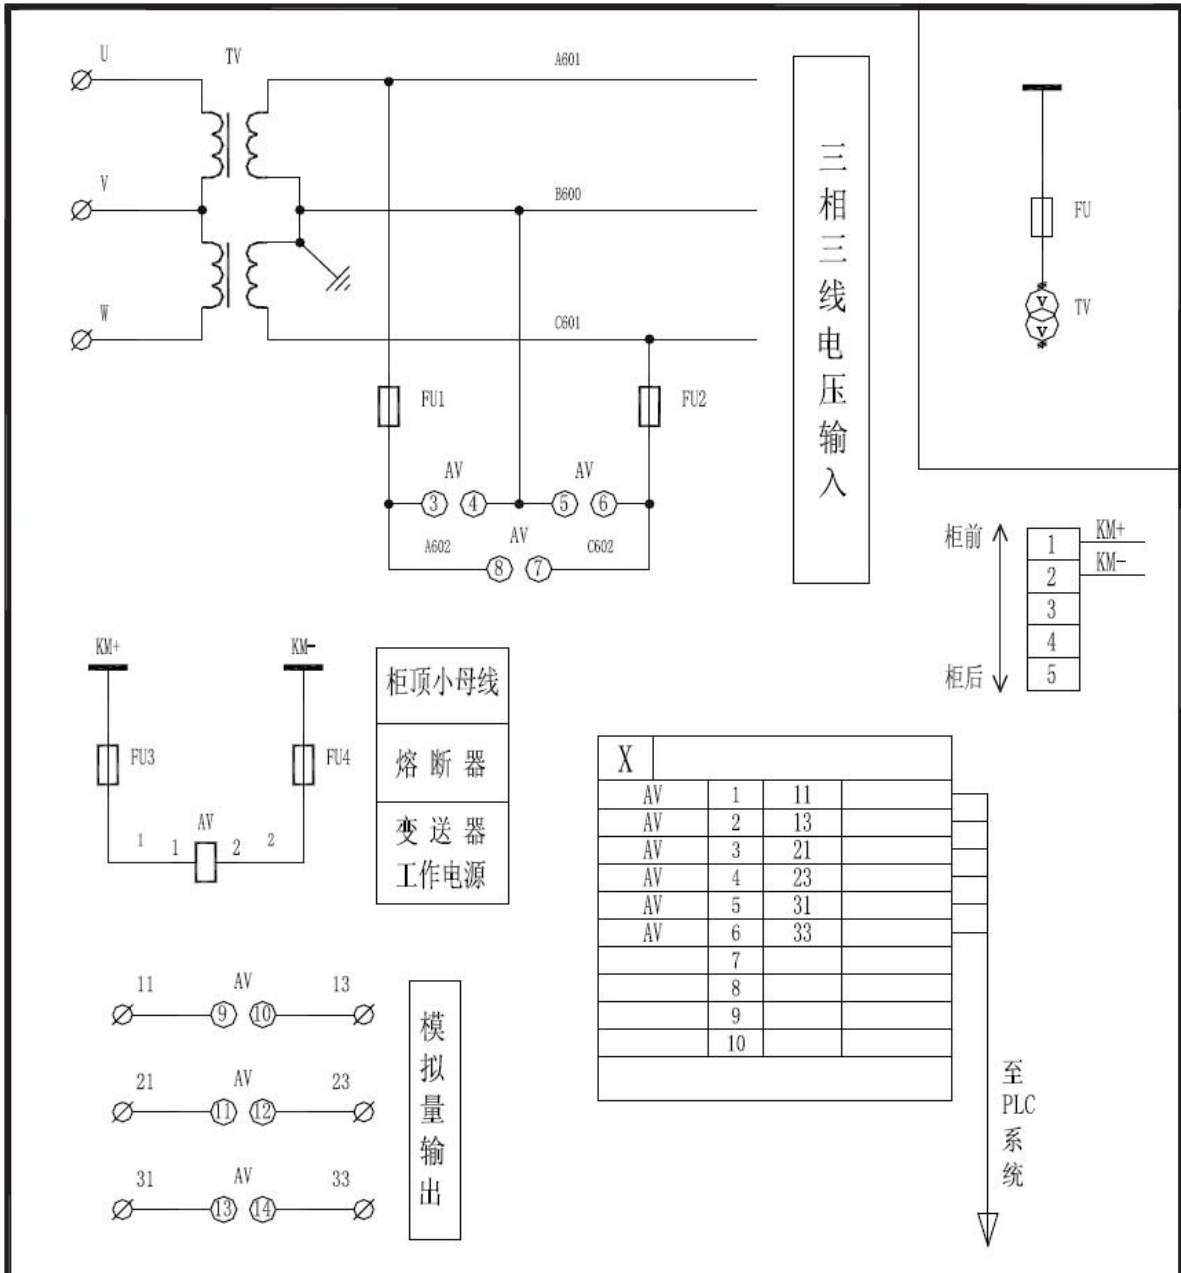 U
TV
A601
V
B600
W
C601
FU1
FU2
AV
AV
3
4
5
6
A602
AV
C602
8
7
三相三线电压输入
FU
V
V
TV
柜前
柜后
1
2
3
4
5
KM+
KM-
KM+
KM-
FU3
FU4
AV
1
1
2
2
柜顶小母线
熔断器
变送器
工作电源
X
AV 1 11
AV 2 13
AV 3 21
AV 4 23
AV 5 31
AV 6 33
7
8
9
10
至
PLC
系
统
11
AV
13
9
10
21
AV
23
11
12
31
AV
33
13
14
模拟量输出